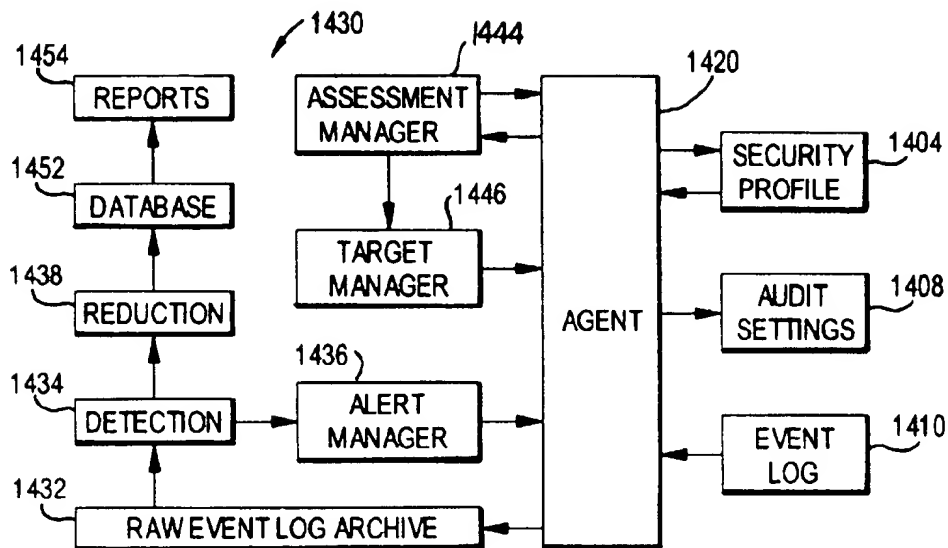 1430
1454
REPORTS
1452
DATABASE
1438
REDUCTION
1434
DETECTION
1432
RAW EVENT LOG ARCHIVE
1444
ASSESSMENT
MANAGER
1446
TARGET
MANAGER
1436
ALERT
MANAGER
1420
AGENT
SECURITY
PROFILE
1404
AUDIT
SETTINGS
1408
EVENT
LOG
1410